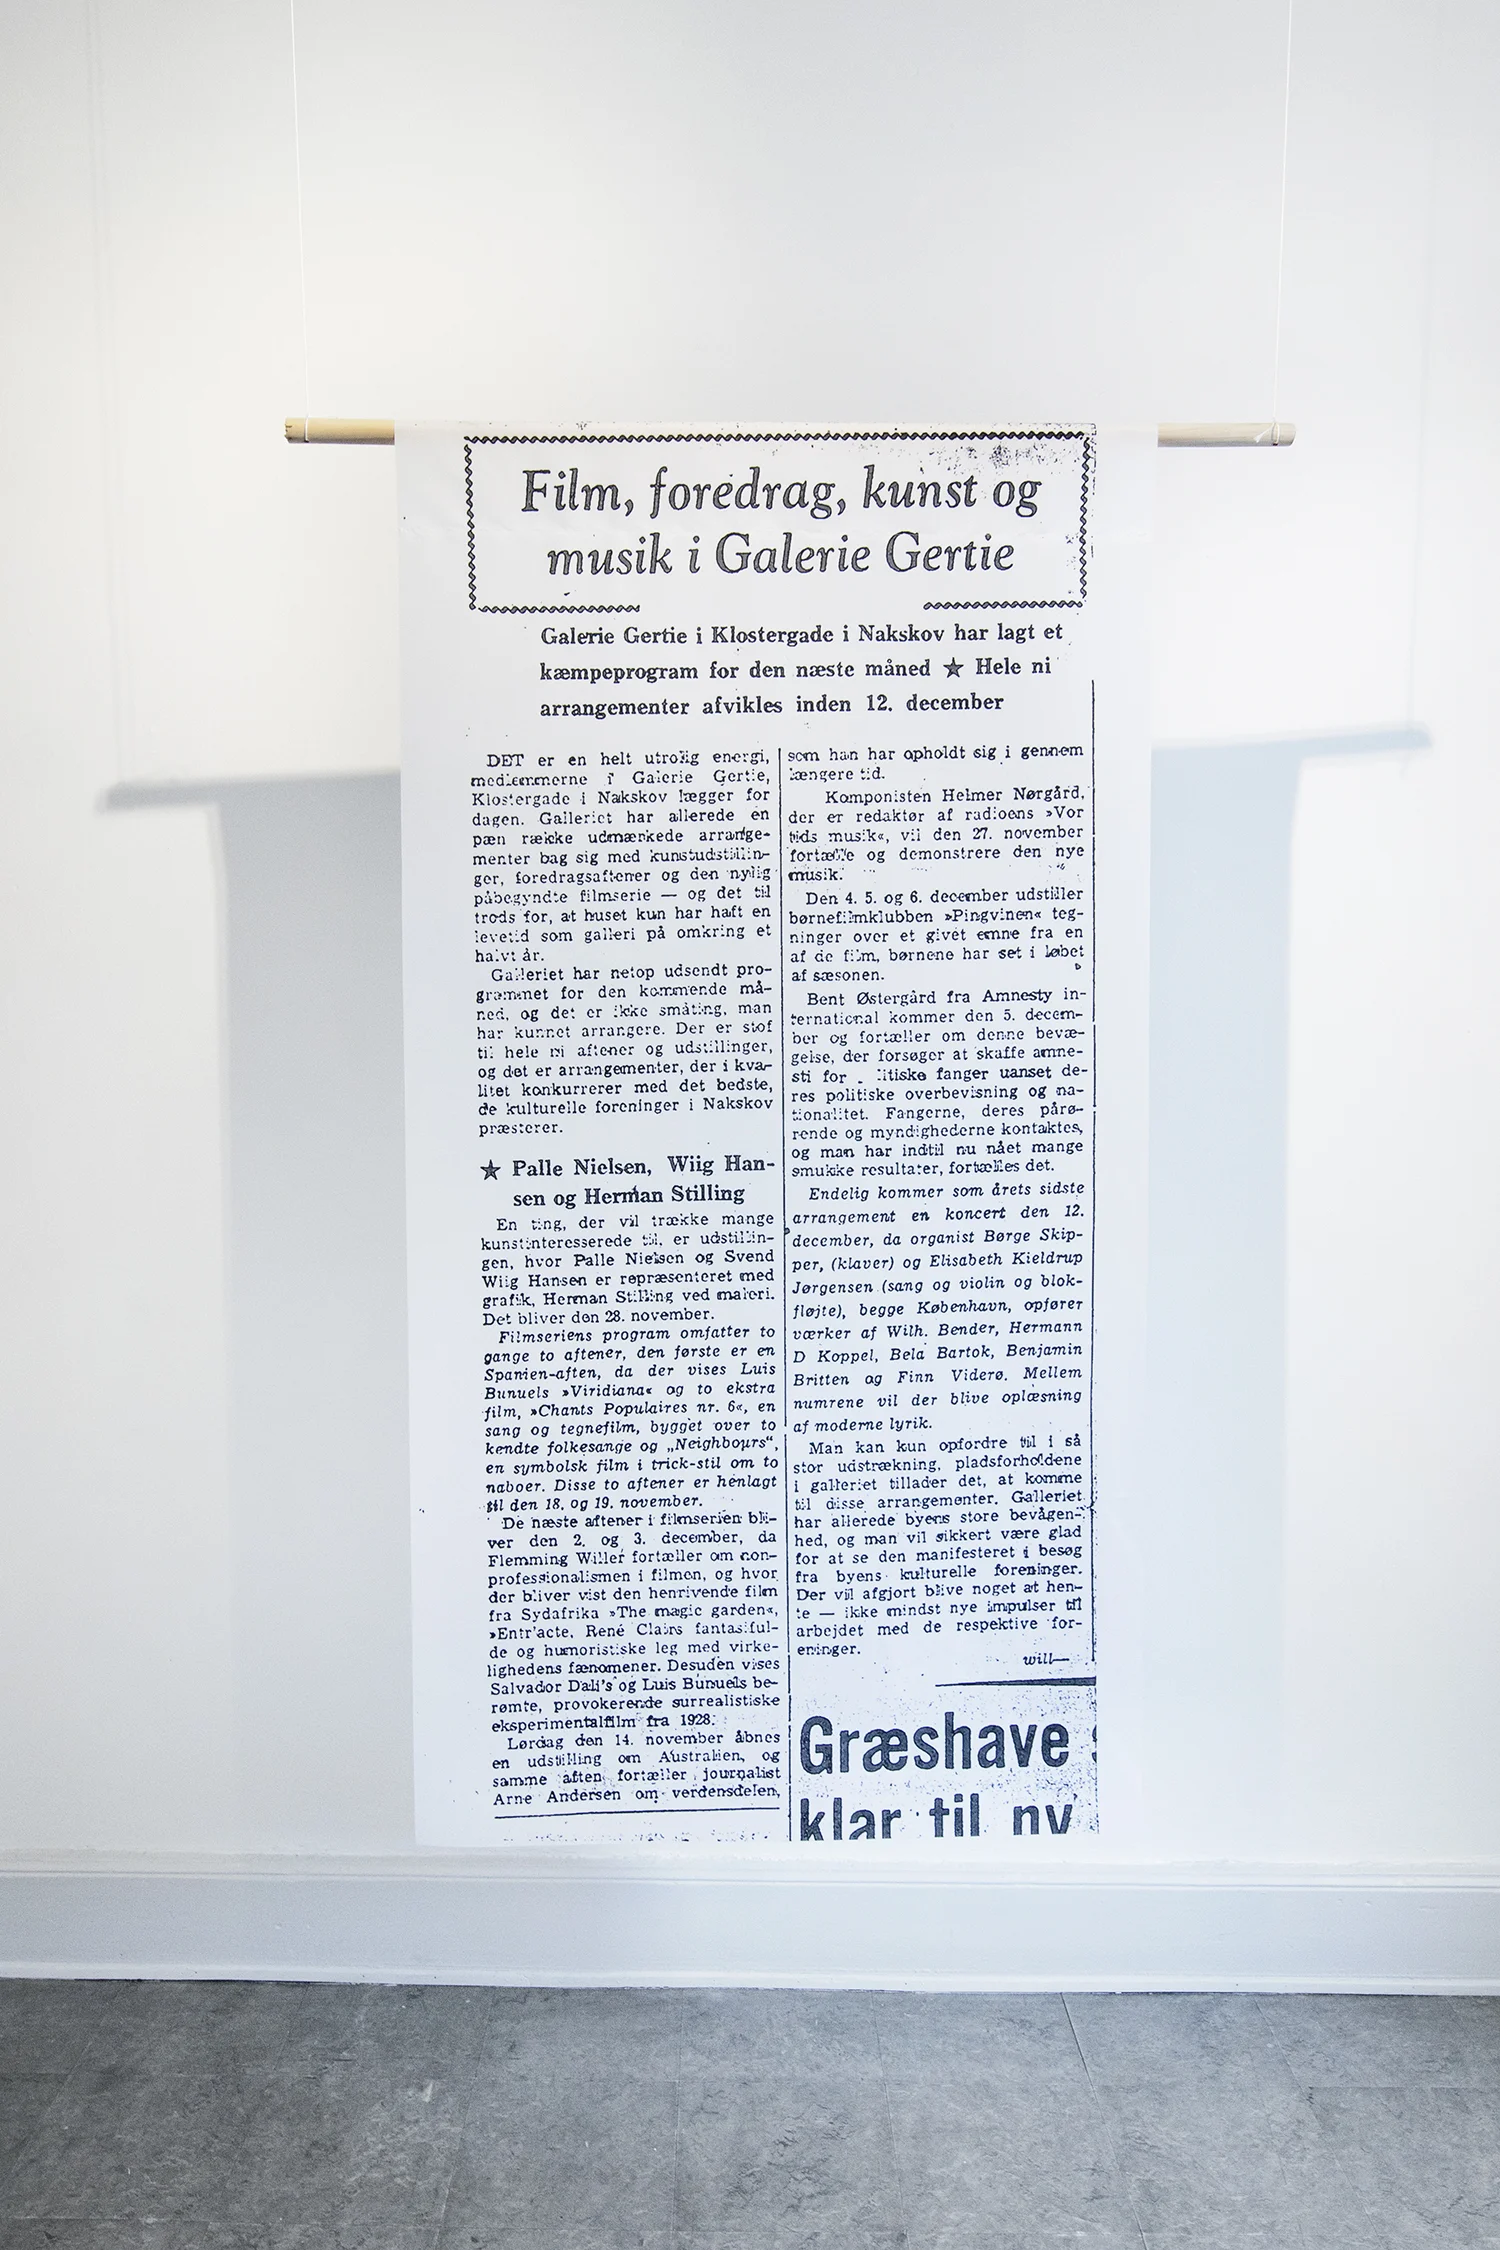 Film, foredrag, kunst og
musik i Galerie Gertie
Galerie Gertie i Klostergade i Nakskov har lagt et
kæmpeprogram for den næste måned ★ Hele ni
arrangementer afvikles inden 12. december
DET er en helt utrolig energi,
medlemmerne i Galerie Gertie,
Klostergade i Nakskov lægger for
dagen. Galleriet har allerede en
pæn række udmærkede arrange-
menter bag sig med kunstudstillin-
ger, foredragsaftener og den nylig
påbegyndte filmserie — og det til
trods for, at huset kun har haft en
levetid som galleri på omkring et
halvt år.
Galleriet har netop udsendt pro-
grammet for den kommende må-
ned, og det er ikke småting, man
har kunnet arrangere. Der er stof
til hele ni aftener og udstillinger,
og det er arrangementer, der i kva-
litet konkurrerer med det bedste,
de kulturelle foreninger i Nakskov
præsterer.
★ Palle Nielsen, Wiig Han-
sen og Herman Stilling
En ting, der vil trække mange
kunstinteresserede til, er udstillin-
gen, hvor Palle Nielsen og Svend
Wiig Hansen er repræsenteret med
grafik, Herman Stilling ved maleri.
Det bliver den 28. november.
Filmseriens program omfatter to
gange to aftener, den første er en
Spanien-aften, da der vises Luis
Bunuels »Viridiana« og to ekstra
film, »Chants Populaires nr. 6«, en
sang og tegnefilm, bygget over to
kendte folkesange og „Neighbours“,
en symbolsk film i trick-stil om to
naboer. Disse to aftener er henlagt
til den 18. og 19. november.
De næste aftener i filmserien bli-
ver den 2. og 3. december, da
Flemming Willer fortæller om non-
professionalismen i filmen, og hvor
der bliver vist den henrivende film
fra Sydafrika »The magic garden«,
»Entr'acte, René Clairs fantasiful-
de og humoristiske leg med virke-
lighedens fænomener. Desuden vises
Salvador Dali's og Luis Bunuels be-
rømte, provokerende surrealistiske
eksperimentalfilm fra 1928.
Lørdag den 14. november åbnes
en udstilling om Australien, og
samme aften fortæller journalist
Arne Andersen om verdensdelen,
som han har opholdt sig i gennem
længere tid.
Komponisten Helmer Nørgård,
der er redaktør af radioens »Vor
tids musik«, vil den 27. november
fortælle og demonstrere den nye
musik.
Den 4. 5. og 6. december udstiller
børnefilmklubben »Pingvinen« teg-
ninger over et givet emne fra en
af de film, børnene har set i løbet
af sæsonen.
Bent Østergård fra Amnesty in-
ternational kommer den 5. decem-
ber og fortæller om denne bevæ-
gelse, der forsøger at skaffe amne-
sti for litiske fanger uanset de-
res politiske overbevisning og na-
tionalitet. Fangerne, deres pårø-
rende og myndighederne kontaktes,
og man har indtil nu nået mange
smukke resultater, fortælles det.
Endelig kommer som årets sidste
arrangement en koncert den 12.
december, da organist Børge Skip-
per, (klaver) og Elisabeth Kieldrup
Jørgensen (sang og violin og blok-
fløjte), begge København, opfører
værker af Wilh. Bender, Hermann
D Koppel, Bela Bartok, Benjamin
Britten og Finn Viderø. Mellem
numrene vil der blive oplæsning
af moderne lyrik.
Man kan kun opfordre til i så
stor udstrækning, pladsforholdene
i galleriet tillader det, at komme
til disse arrangementer. Galleriet
har allerede byens store bevågen-
hed, og man vil sikkert være glad
for at se den manifesteret i besøg
fra byens kulturelle foreninger.
Der vil afgjort blive noget at hen-
te — ikke mindst nye impulser til
arbejdet med de respektive for-
eninger.
will—
Græshave
klar til ny